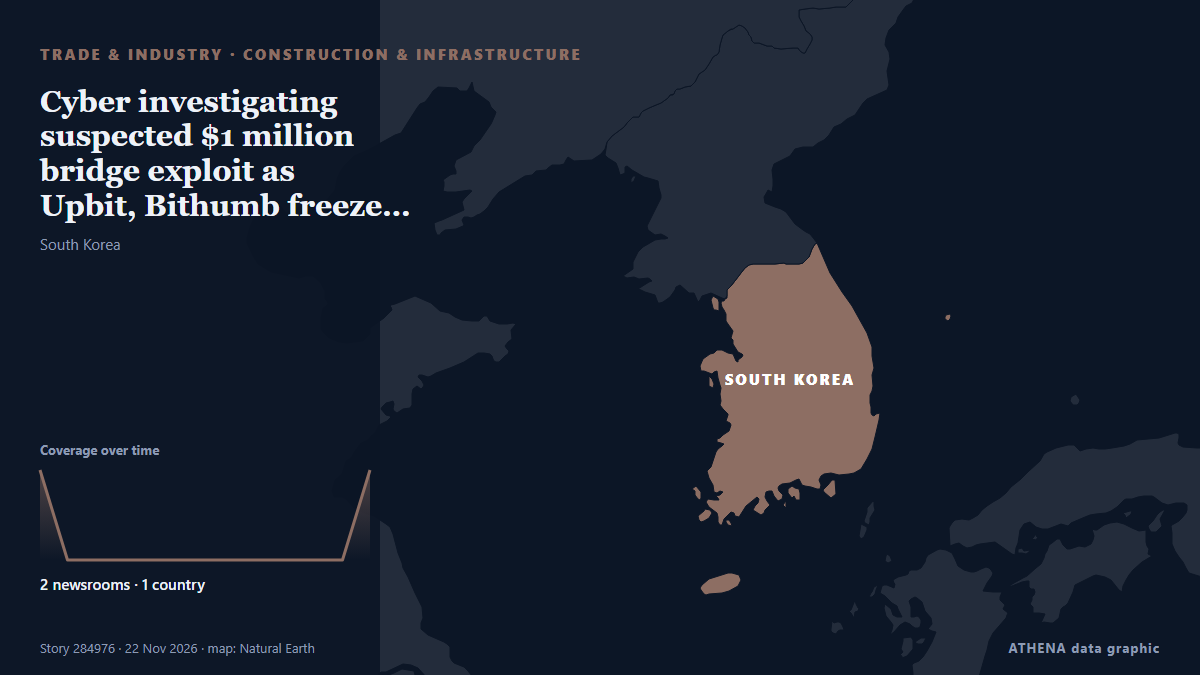 TRADE & INDUSTRY · CONSTRUCTION & INFRASTRUCTURE
Cyber investigating
suspected $1 million
bridge exploit as
Upbit, Bithumb freeze...
South Korea
SOUTH KOREA
Coverage over time
2 newsrooms · 1 country
Story 284976 · 22 Nov 2026 · map: Natural Earth
ATHENA data graphic